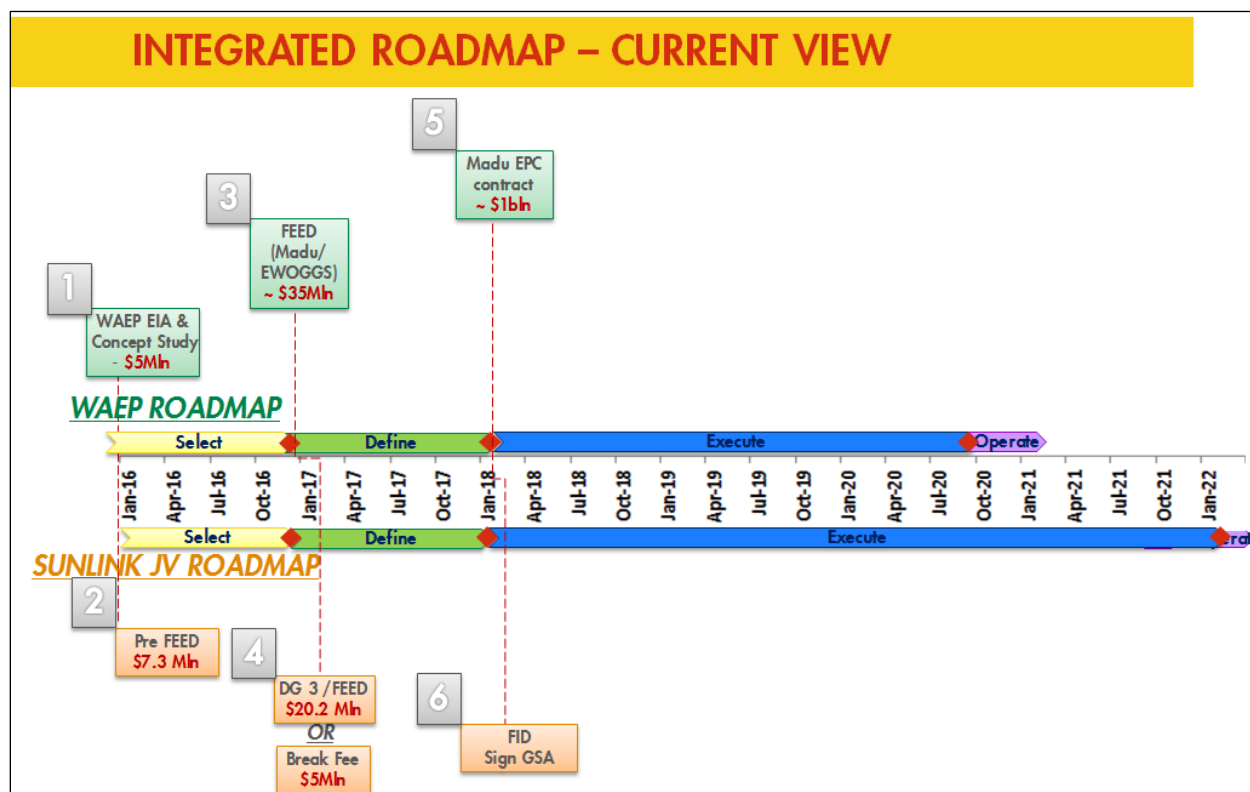 INTEGRATED ROADMAP – CURRENT VIEW
5
Madu EPC
contract
~ $1bln
3
FEED
(Madu/
EWOGGS)
~ $35Mln
1
WAEP EIA &
Concept Study
- $5Mln
WAEP ROADMAP
Select
Define
Execute
Operate
Jan-16
Apr-16
Jul-16
Oct-16
Jan-17
Apr-17
Jul-17
Oct-17
Jan-18
Apr-18
Jul-18
Oct-18
Jan-19
Apr-19
Jul-19
Oct-19
Jan-20
Apr-20
Jul-20
Oct-20
Jan-21
Apr-21
Jul-21
Oct-21
Jan-22
Select
Define
Execute
perat
SUNLINK JV ROADMAP
2
Pre FEED
$7.3 Mln
4
DG 3 /FEED
$20.2 Mln
OR
Break Fee
$5Mln
6
FID
Sign GSA